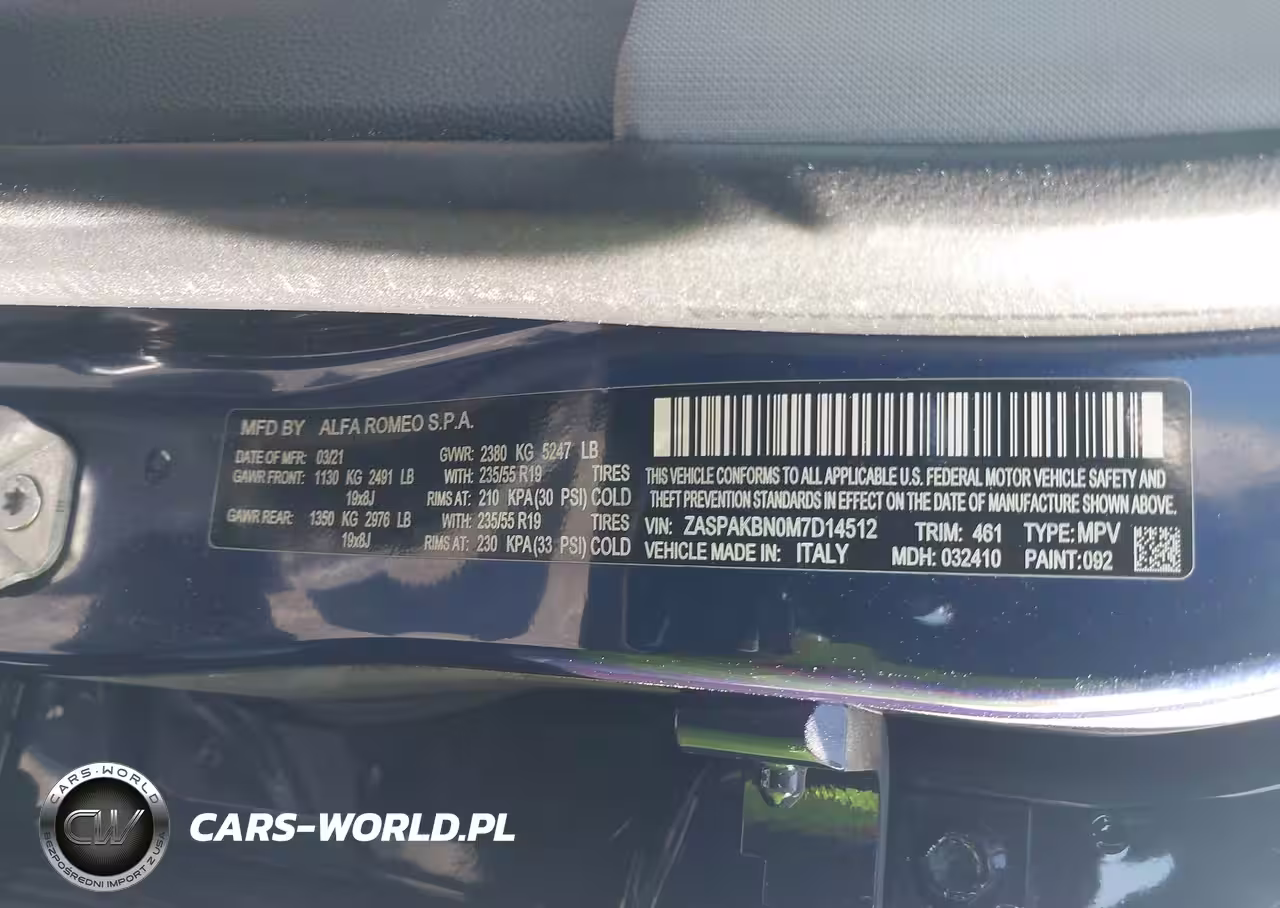 MFD BY ALFA ROMEO S.P.A.
DATE OF MFR: 03/21 GVWR: 2380 KG 5247 LB
GAWR FRONT: 1130 KG 2491 LB WITH: 235/55 R19 TIRES
19x8J RIMS AT: 210 KPA(30 PSI) COLD
GAWR REAR: 1350 KG 2976 LB WITH: 235/55 R19 TIRES
19x8J RIMS AT: 230 KPA(33 PSI) COLD
THIS VEHICLE CONFORMS TO ALL APPLICABLE U.S. FEDERAL MOTOR VEHICLE SAFETY AND
THEFT PREVENTION STANDARDS IN EFFECT ON THE DATE OF MANUFACTURE SHOWN ABOVE.
VIN: ZASPAKBN0M7D14512 TRIM: 461 TYPE: MPV
VEHICLE MADE IN: ITALY MDH: 032410 PAINT: 092
CARS-WORLD
CW
BEZPOŚREDNI IMPORT Z USA
CARS-WORLD.PL